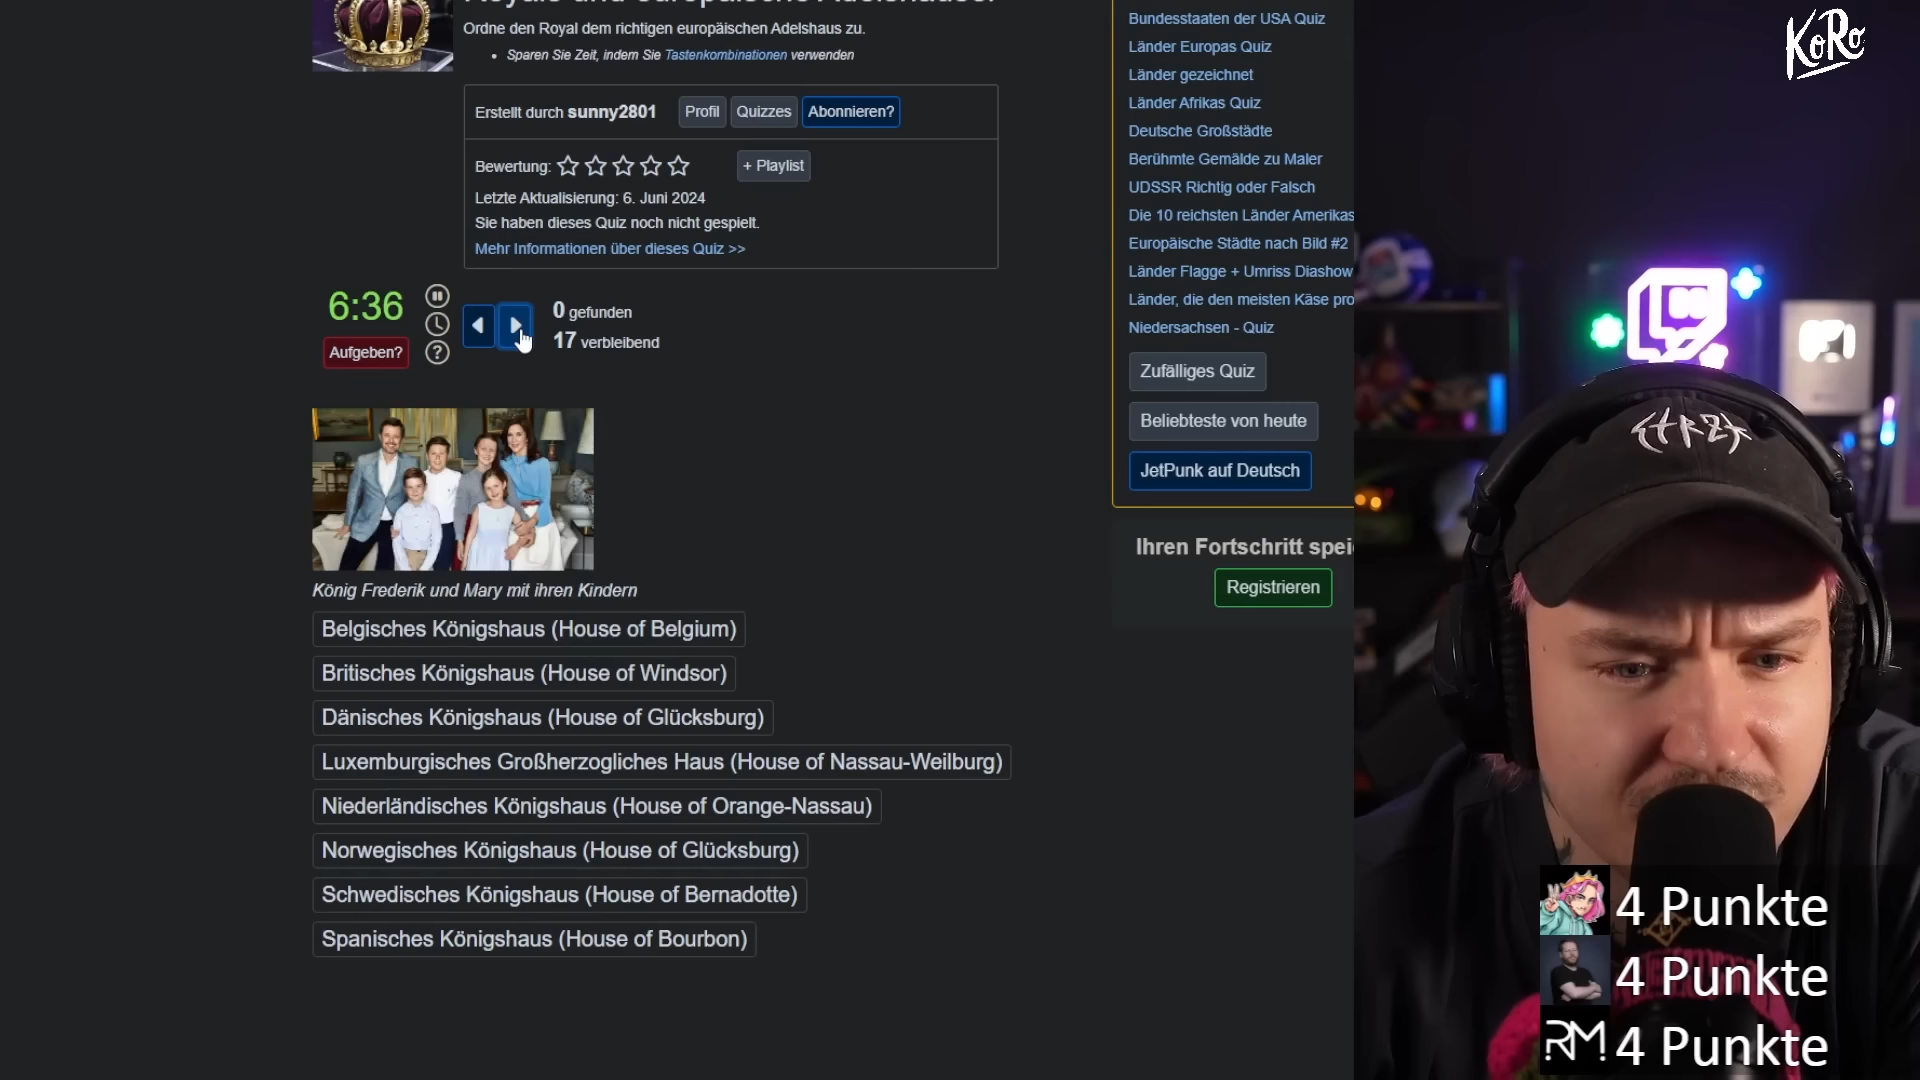 Ordne den Royal dem richtigen europäischen Adelshaus zu.
• Sparen Sie Zeit, indem Sie Tastenkombinationen verwenden
Erstellt durch sunny2801
Profil
Quizzes
Abonnieren?
Bewertung:
+ Playlist
Letzte Aktualisierung: 6. Juni 2024
Sie haben dieses Quiz noch nicht gespielt.
Mehr Informationen über dieses Quiz >>
6:36
Aufgeben?
0 gefunden
17 verbleibend
König Frederik und Mary mit ihren Kindern
Belgisches Königshaus (House of Belgium)
Britisches Königshaus (House of Windsor)
Dänisches Königshaus (House of Glücksburg)
Luxemburgisches Großherzogliches Haus (House of Nassau-Weilburg)
Niederländisches Königshaus (House of Orange-Nassau)
Norwegisches Königshaus (House of Glücksburg)
Schwedisches Königshaus (House of Bernadotte)
Spanisches Königshaus (House of Bourbon)
Bundesstaaten der USA Quiz
Länder Europas Quiz
Länder gezeichnet
Länder Afrikas Quiz
Deutsche Großstädte
Berühmte Gemälde zu Maler
UDSSR Richtig oder Falsch
Die 10 reichsten Länder Amerikas
Europäische Städte nach Bild #2
Länder Flagge + Umriss Diashow
Länder, die den meisten Käse pro
Niedersachsen - Quiz
Zufälliges Quiz
Beliebteste von heute
JetPunk auf Deutsch
Ihren Fortschritt spei
Registrieren
KoRo
4 Punkte
4 Punkte
RM!
4 Punkte